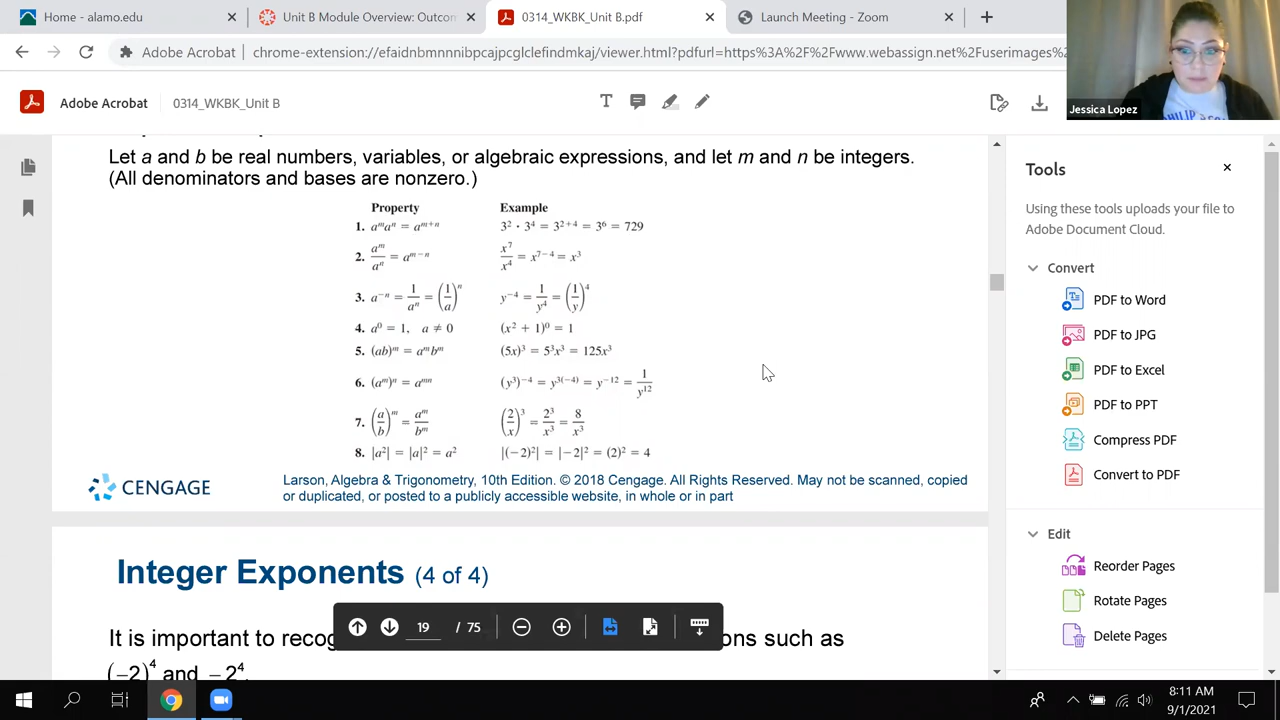 Home - alamo.edu
Unit B Module Overview: Outcom
0314_WKBK_Unit B.pdf
Launch Meeting - Zoom
Adobe Acrobat
chrome-extension://efaidnbmnnnibpcajpcglclefindmkaj/viewer.html?pdfurl=https%3A%2F%2Fwww.webassign.net%2Fuserimages%
Jessica Lopez
Adobe Acrobat
0314_WKBK_Unit B
Let a and b be real numbers, variables, or algebraic expressions, and let m and n be integers.
(All denominators and bases are nonzero.)
Property Example
1. aᵐaⁿ = aᵐ⁺ⁿ 3² · 3⁴ = 3²⁺⁴ = 3⁶ = 729
2. aᵐ/aⁿ = aᵐ⁻ⁿ x⁷/x⁴ = x⁷⁻⁴ = x³
3. a⁻ⁿ = 1/aⁿ = (1/a)ⁿ y⁻⁴ = 1/y⁴ = (1/y)⁴
4. a⁰ = 1, a ≠ 0 (x² + 1)⁰ = 1
5. (ab)ᵐ = aᵐbᵐ (5x)³ = 5³x³ = 125x³
6. (aᵐ)ⁿ = aᵐⁿ (y³)⁻⁴ = y³⁽⁻⁴⁾ = y⁻¹² = 1/y¹²
7. (a/b)ᵐ = aᵐ/bᵐ (2/x)³ = 2³/x³ = 8/x³
8. |a²| = |a|² = a² |(−2)²| = |−2|² = (2)² = 4
CENGAGE
Larson, Algebra & Trigonometry, 10th Edition. © 2018 Cengage. All Rights Reserved. May not be scanned, copied
or duplicated, or posted to a publicly accessible website, in whole or in part
Integer Exponents (4 of 4)
It is important to recog
ons such as
(−2)⁴ and −2⁴.
19 / 75
Tools
Using these tools uploads your file to
Adobe Document Cloud.
Convert
PDF to Word
PDF to JPG
PDF to Excel
PDF to PPT
Compress PDF
Convert to PDF
Edit
Reorder Pages
Rotate Pages
Delete Pages
8:11 AM
9/1/2021